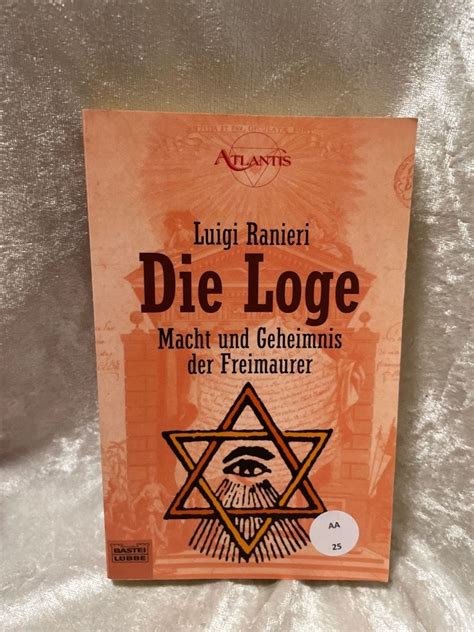 ATLANTIS
Luigi Ranieri
Die Loge
Macht und Geheimnis
der Freimaurer
AA
25
BASTEI
LÜBBE